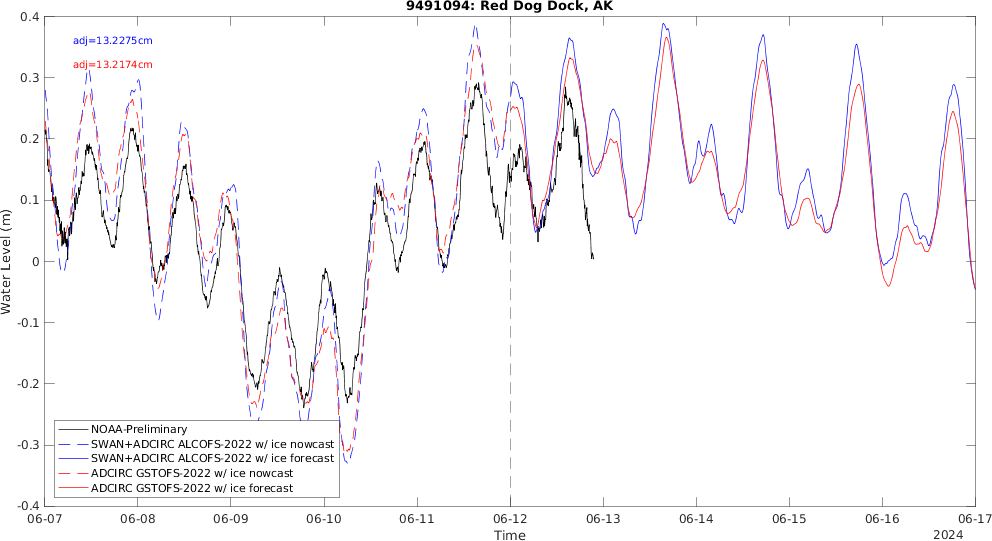 9491094: Red Dog Dock, AK
0.4
adj=13.2275cm
adj=13.2174cm
0.3
0.2
0.1
0
-0.1
-0.2
-0.3
-0.4
Water Level (m)
NOAA-Preliminary
SWAN+ADCIRC ALCOFS-2022 w/ ice nowcast
SWAN+ADCIRC ALCOFS-2022 w/ ice forecast
ADCIRC GSTOFS-2022 w/ ice nowcast
ADCIRC GSTOFS-2022 w/ ice forecast
06-07 06-08 06-09 06-10 06-11 06-12 06-13 06-14 06-15 06-16 06-17
Time
2024